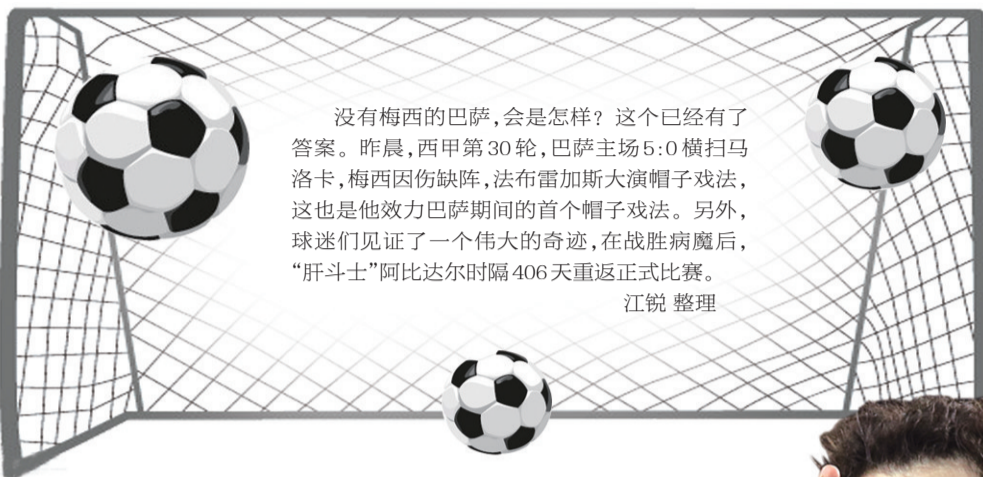 没有梅西的巴萨,会是怎样?这个已经有了
答案。昨晨,西甲第30轮,巴萨主场5:0横扫马
洛卡,梅西因伤缺阵,法布雷加斯大演帽子戏法,
这也是他效力巴萨期间的首个帽子戏法。另外,
球迷们见证了一个伟大的奇迹,在战胜病魔后,
“肝斗士”阿比达尔时隔406天重返正式比赛。
江锐 整理